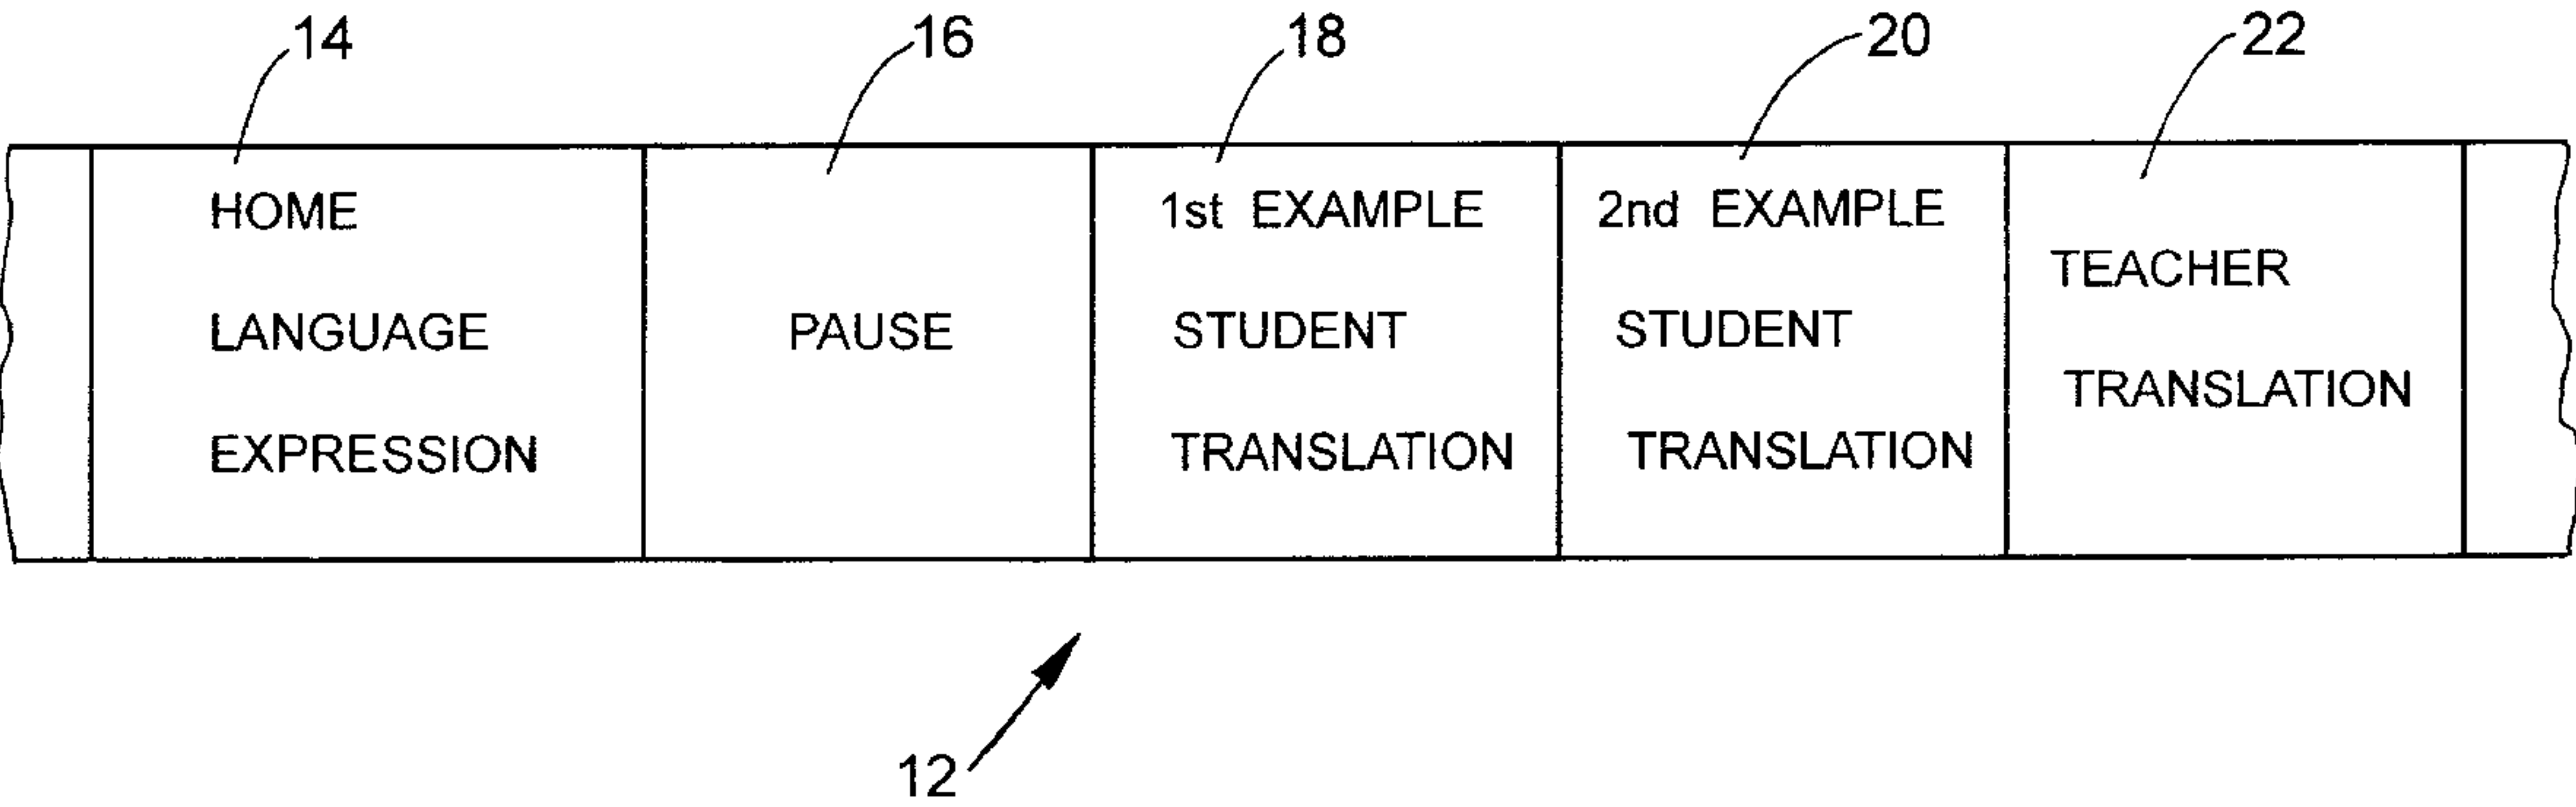 14
16
18
20
22
HOME
LANGUAGE
EXPRESSION
PAUSE
1st EXAMPLE
STUDENT
TRANSLATION
2nd EXAMPLE
STUDENT
TRANSLATION
TEACHER
TRANSLATION
12